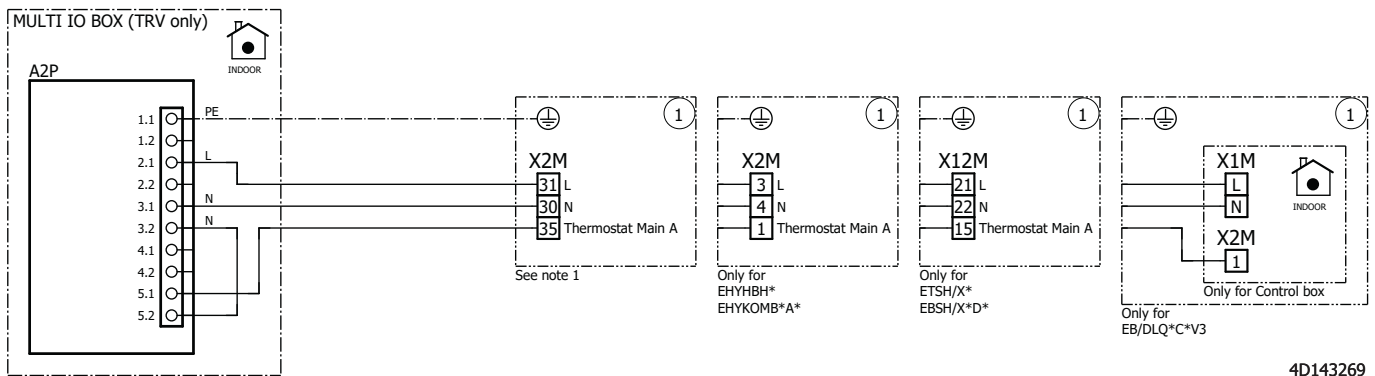 MULTI IO BOX (TRV only)
INDOOR
A2P
1.1
1.2
2.1
2.2
3.1
3.2
4.1
4.2
5.1
5.2
PE
L
N
N
1
X2M
31 L
30 N
35 Thermostat Main A
See note 1
1
X2M
3 L
4 N
1 Thermostat Main A
Only for
EHYHBH*
EHYKOMB*A*
1
X12M
21 L
22 N
15 Thermostat Main A
Only for
ETSH/X*
EBSH/X*D*
1
X1M
L
N
INDOOR
X2M
1
Only for Control box
Only for
EB/DLQ*C*V3
4D143269